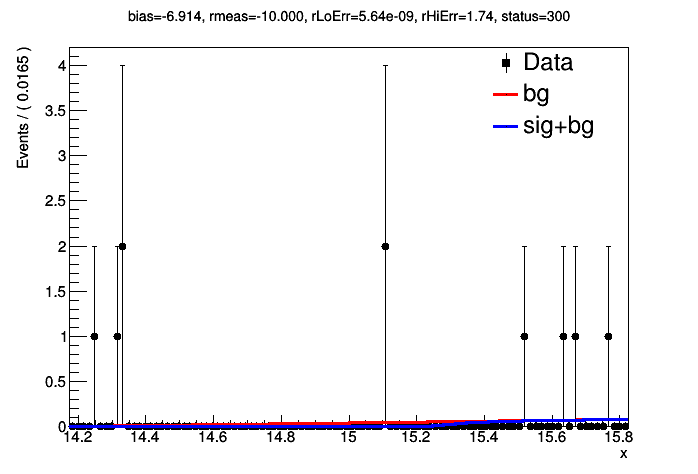 bias=-6.914, rmeas=-10.000, rLoErr=5.64e-09, rHiErr=1.74, status=300
Events / ( 0.0165 )
4
3.5
3
2.5
2
1.5
1
0.5
0
Data
bg
sig+bg
14.2 14.4 14.6 14.8 15 15.2 15.4 15.6 15.8
x